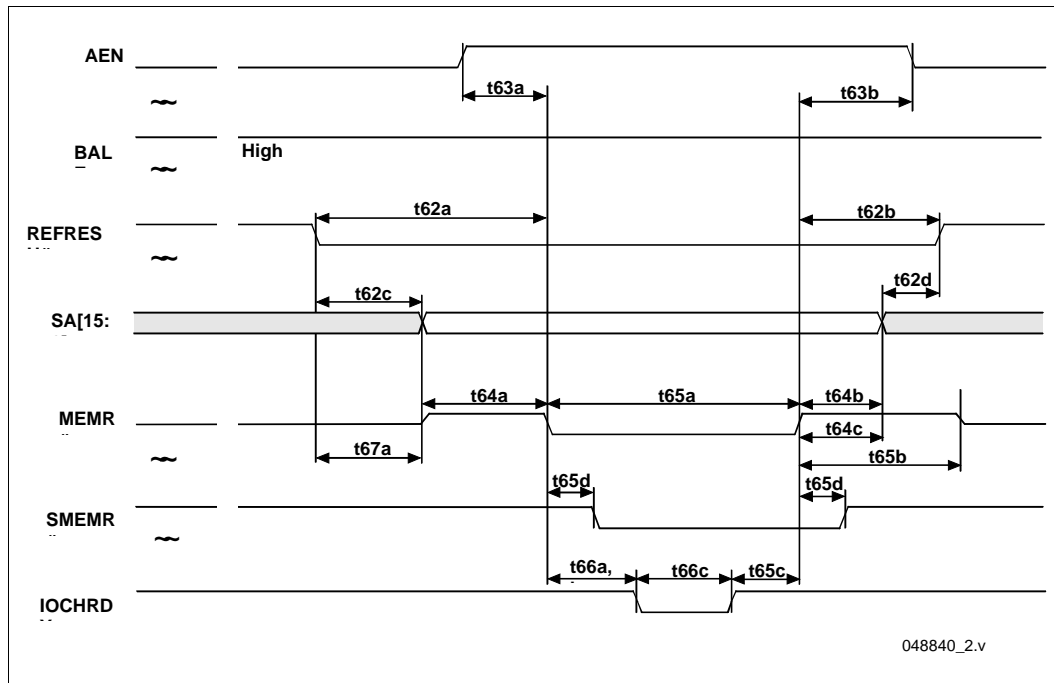 AEN
t63a
t63b
BAL
High
t62a
t62b
REFRES
t62c
t62d
SA[15:
t64a
t65a
t64b
MEMR
t64c
t67a
t65b
t65d
t65d
SMEMR
t66a,
t66c
t65c
IOCHRD
048840_2.v